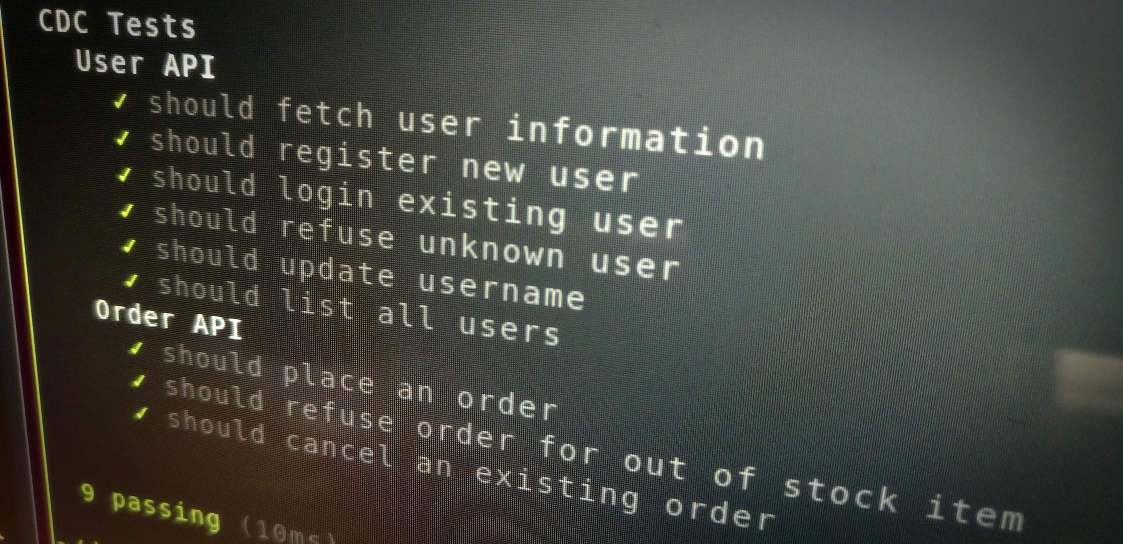 CDC Tests
User API
✓ should fetch user information
✓ should register new user
✓ should login existing user
✓ should refuse unknown user
✓ should update username
✓ should list all users
Order API
✓ should place an order
✓ should refuse order for out of stock item
✓ should cancel an existing order
9 passing (10ms)